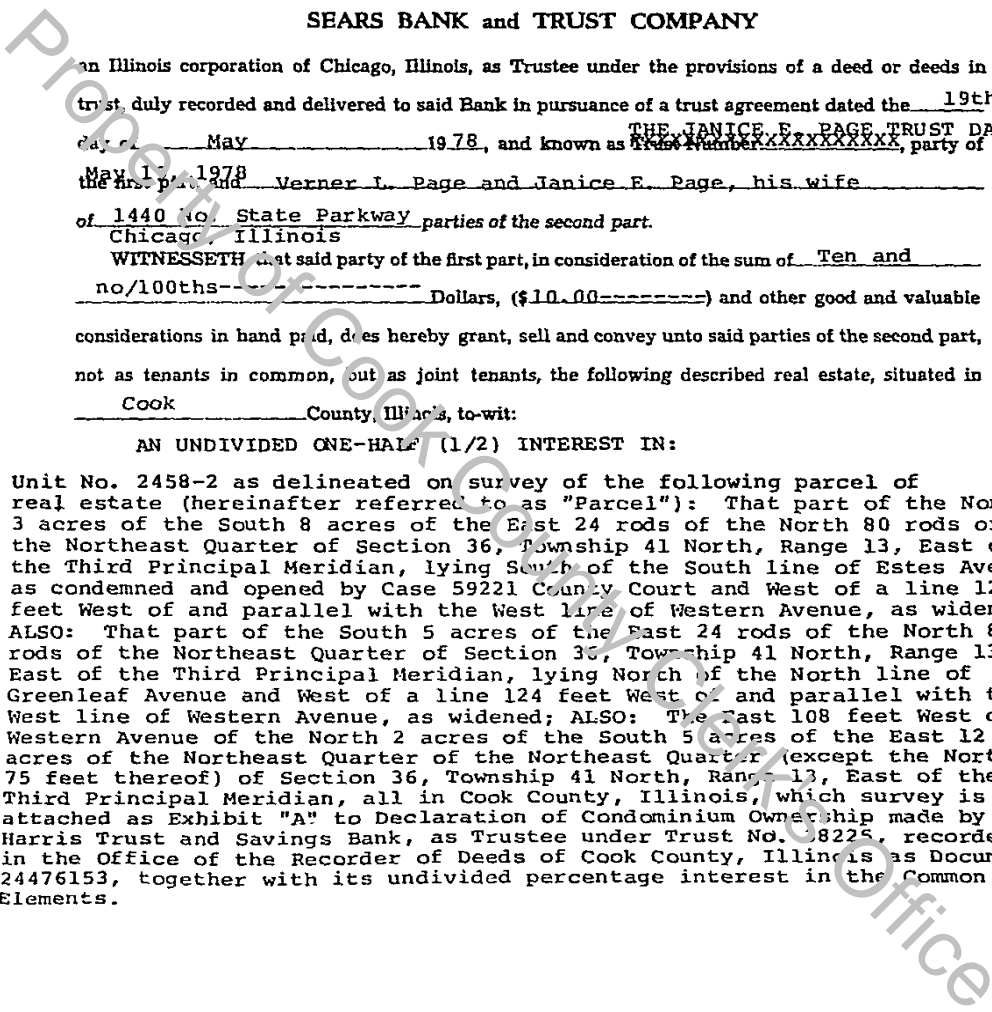 SEARS BANK and TRUST COMPANY
an Illinois corporation of Chicago, Illinois, as Trustee under the provisions of a deed or deeds in
trust, duly recorded and delivered to said Bank in pursuance of a trust agreement dated the 19th
THE JANICE E. PAGE TRUST DA
day of May 1978, and known as Trust Number XXXXXXXXXXXX, party of
May 1978
the first part and Verner L. Page and Janice E. Page, his wife
of 1440 No. State Parkway parties of the second part.
Chicago, Illinois
WITNESSETH that said party of the first part, in consideration of the sum of Ten and
no/100ths---------------- Dollars, ($10.00--------) and other good and valuable
considerations in hand paid, does hereby grant, sell and convey unto said parties of the second part,
not as tenants in common, but as joint tenants, the following described real estate, situated in
Cook County, Illinois, to-wit:
AN UNDIVIDED ONE-HALF (1/2) INTEREST IN:
Unit No. 2458-2 as delineated on survey of the following parcel of
real estate (hereinafter referred to as "Parcel"): That part of the Nor
3 acres of the South 8 acres of the East 24 rods of the North 80 rods o
the Northeast Quarter of Section 36, Township 41 North, Range 13, East
the Third Principal Meridian, lying South of the South line of Estes Ave
as condemned and opened by Case 59221 County Court and West of a line 12
feet West of and parallel with the West line of Western Avenue, as widen
ALSO: That part of the South 5 acres of the East 24 rods of the North 8
rods of the Northeast Quarter of Section 36, Township 41 North, Range 13
East of the Third Principal Meridian, lying North of the North line of
Greenleaf Avenue and West of a line 124 feet West of and parallel with t
West line of Western Avenue, as widened; ALSO: The East 108 feet West o
Western Avenue of the North 2 acres of the South 5 acres of the East 12
acres of the Northeast Quarter of the Northeast Quarter (except the Nort
75 feet thereof) of Section 36, Township 41 North, Range 13, East of the
Third Principal Meridian, all in Cook County, Illinois, which survey is
attached as Exhibit "A" to Declaration of Condominium Ownership made by
Harris Trust and Savings Bank, as Trustee under Trust No. 38225, recorde
in the Office of the Recorder of Deeds of Cook County, Illinois as Docum
24476153, together with its undivided percentage interest in the Common
Elements.
Property of Cook County Clerk's Office